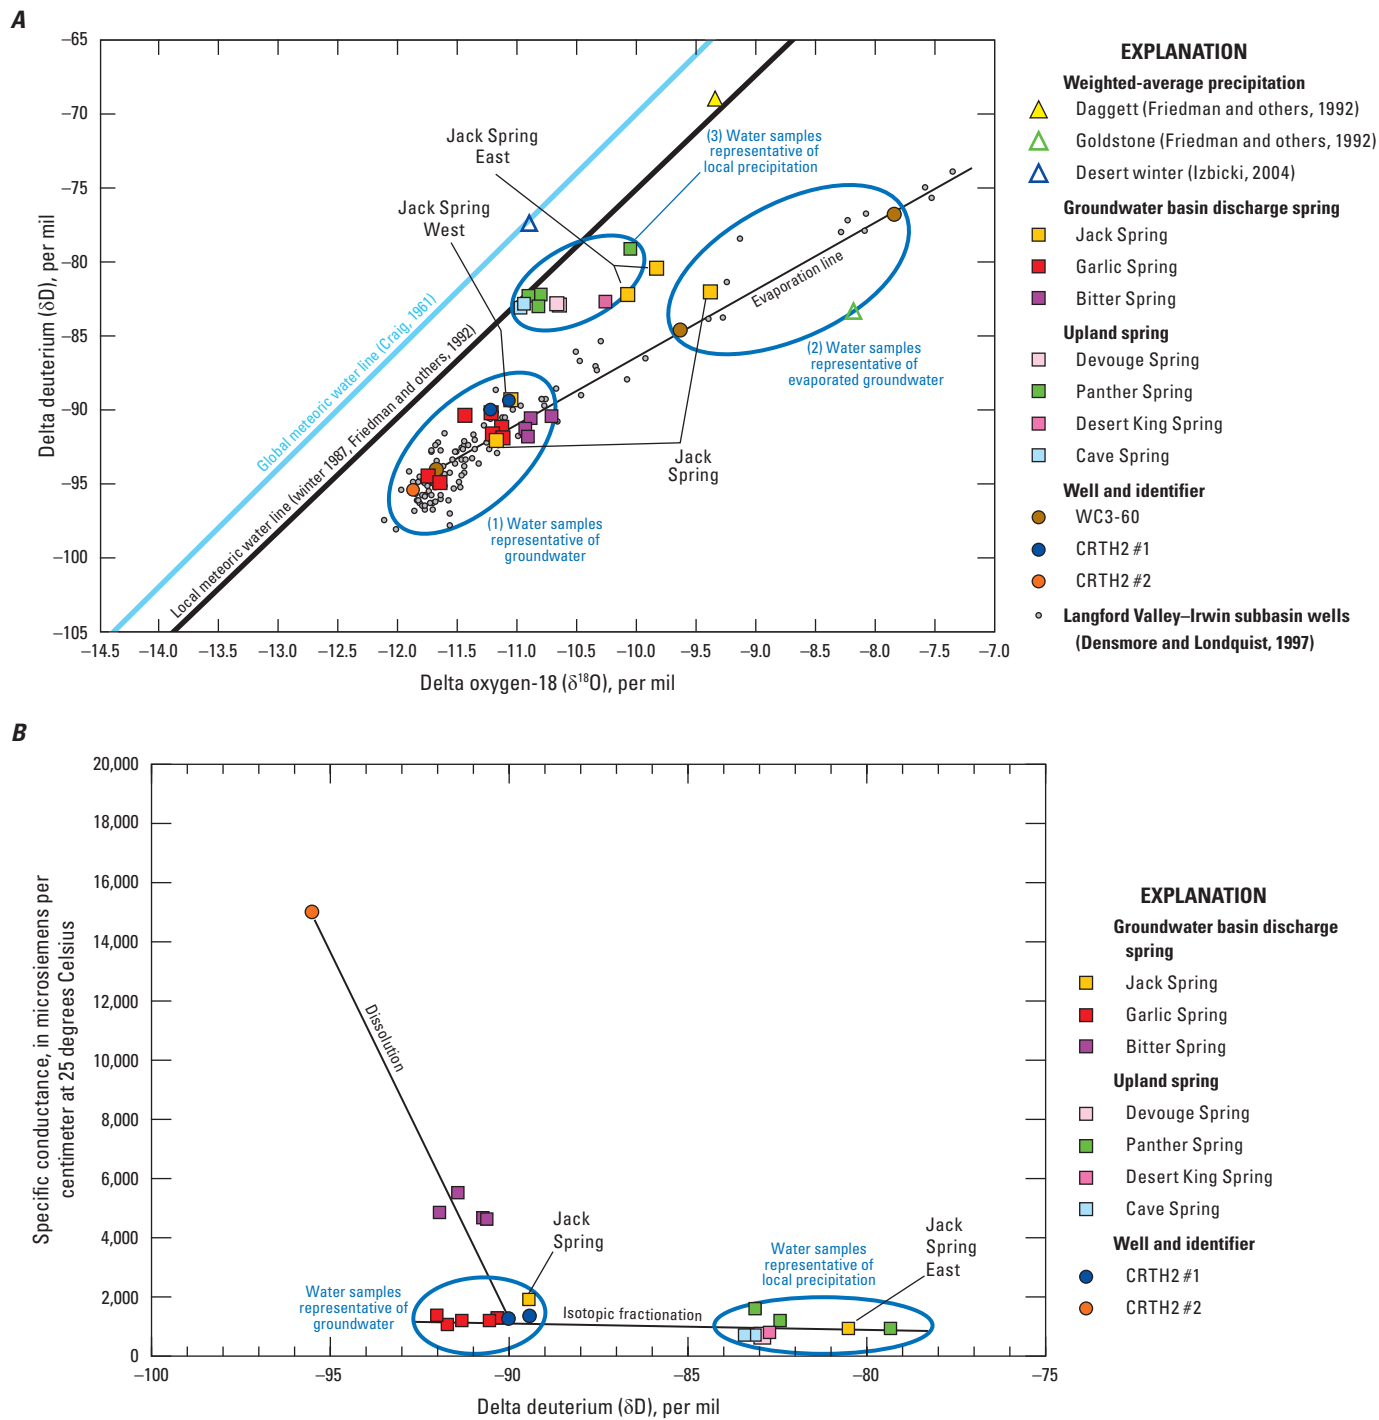 A
−65
−70
−75
−80
−85
−90
−95
−100
−105
Delta deuterium (δD), per mil
−14.5
−14.0
−13.5
−13.0
−12.5
−12.0
−11.5
−11.0
−10.5
−10.0
−9.5
−9.0
−8.5
−8.0
−7.5
−7.0
Delta oxygen-18 (δ18O), per mil
Global meteoric water line (Craig, 1961)
Local meteoric water line (winter 1987, Friedman and others, 1992)
Jack Spring
East
Jack Spring
West
(3) Water samples
representative of
local precipitation
Evaporation line
(2) Water samples
representative of
evaporated groundwater
Jack
Spring
(1) Water samples
representative of
groundwater
EXPLANATION
Weighted-average precipitation
Daggett (Friedman and others, 1992)
Goldstone (Friedman and others, 1992)
Desert winter (Izbicki, 2004)
Groundwater basin discharge spring
Jack Spring
Garlic Spring
Bitter Spring
Upland spring
Devouge Spring
Panther Spring
Desert King Spring
Cave Spring
Well and identifier
WC3-60
CRTH2 #1
CRTH2 #2
Langford Valley–Irwin subbasin wells
(Densmore and Londquist, 1997)
B
20,000
18,000
16,000
14,000
12,000
10,000
8,000
6,000
4,000
2,000
0
Specific conductance, in microsiemens per
centimeter at 25 degrees Celsius
−100
−95
−90
−85
−80
−75
Delta deuterium (δD), per mil
Dissolution
Jack
Spring
Water samples
representative of
groundwater
Isotopic fractionation
Water samples
representative of
local precipitation
Jack
Spring
East
EXPLANATION
Groundwater basin discharge
spring
Jack Spring
Garlic Spring
Bitter Spring
Upland spring
Devouge Spring
Panther Spring
Desert King Spring
Cave Spring
Well and identifier
CRTH2 #1
CRTH2 #2